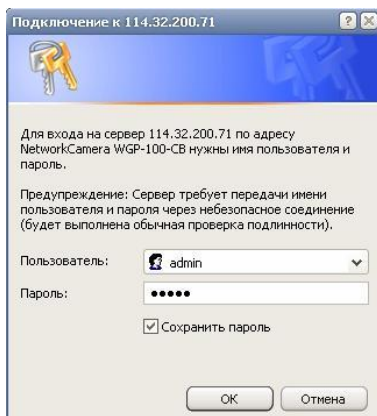 Подключение к 114.32.200.71
Для входа на сервер 114.32.200.71 по адресу
NetworkCamera WGP-100-CB нужны имя пользователя и
пароль.
Предупреждение: Сервер требует передачи имени
пользователя и пароля через небезопасное соединение
(будет выполнена обычная проверка подлинности).
Пользователь:
admin
Пароль:
•••••
Сохранить пароль
ОК
Отмена